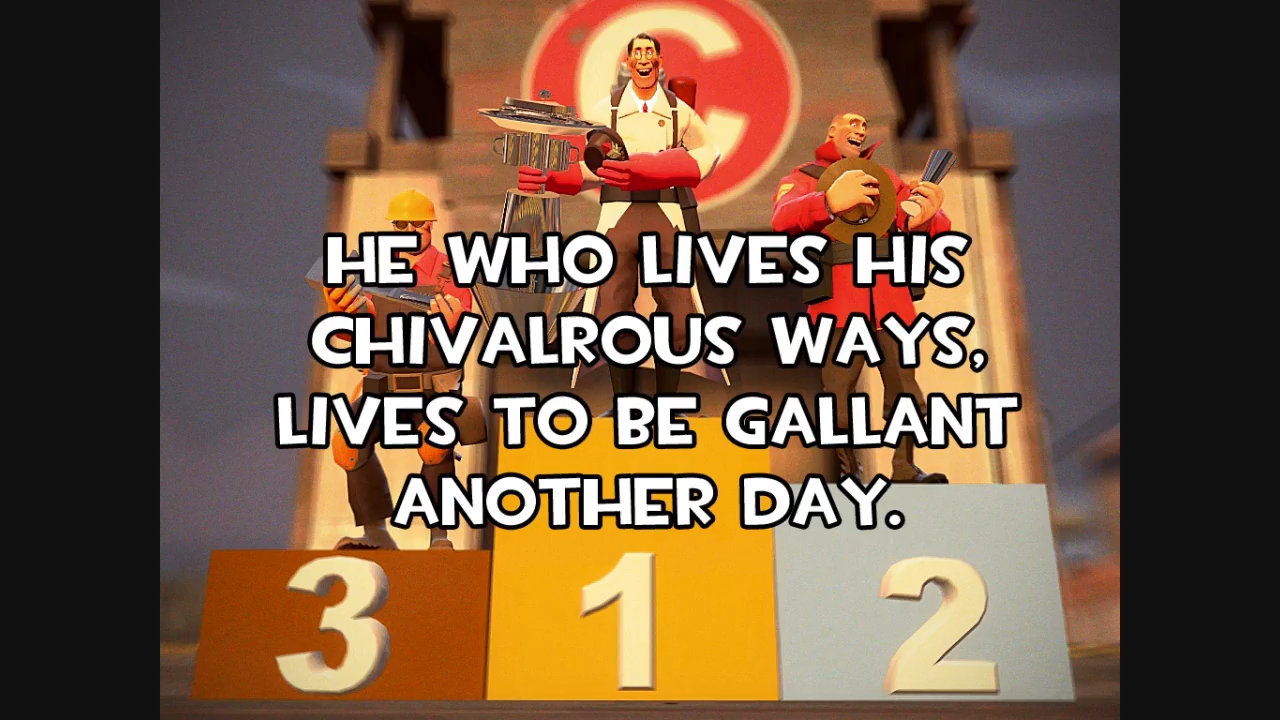 C
HE WHO LIVES HIS
CHIVALROUS WAYS,
LIVES TO BE GALLANT
ANOTHER DAY.
3 1 2